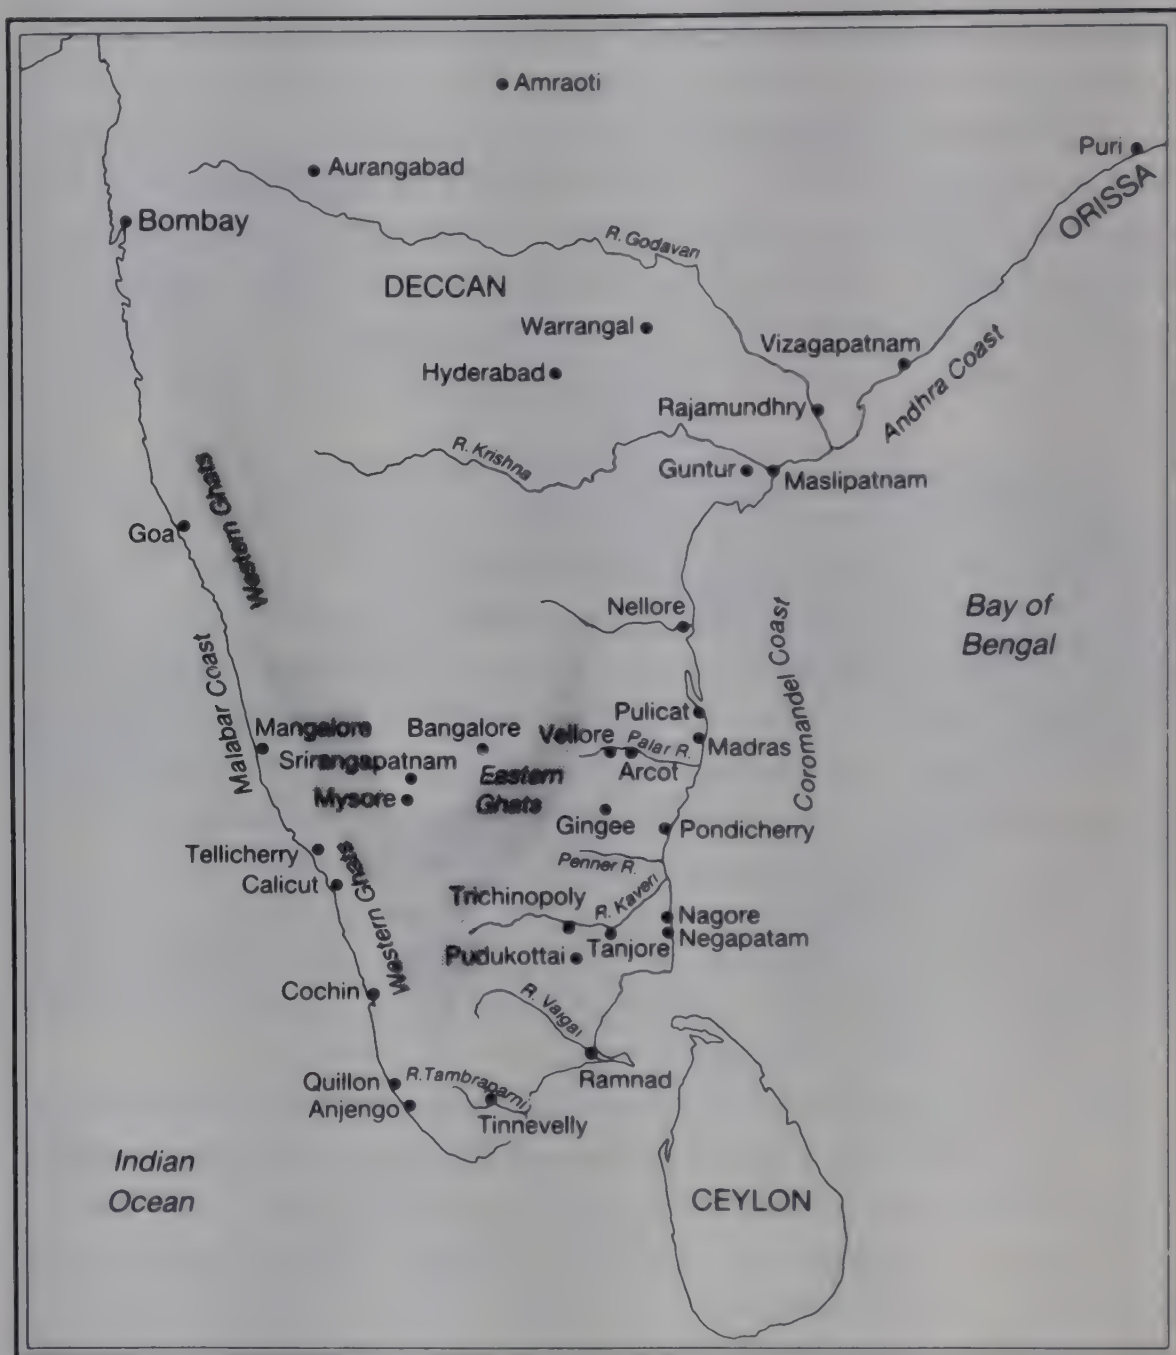 Amraoti
Puri
Aurangabad
ORISSA
Bombay
R. Godavari
DECCAN
Warrangal
Vizagapatnam
Hyderabad
Andhra Coast
Rajamundhry
R. Krishna
Guntur
Maslipatnam
Western Ghats
Goa
Nellore
Bay of
Bengal
Coromandel Coast
Malabar Coast
Pulicat
Mangalore
Bangalore
Vellore
Palar R.
Madras
Srirangapatnam
Arcot
Eastern
Ghats
Mysore
Gingee
Pondicherry
Tellicherry
Penner R.
Western Ghats
Calicut
Trichinopoly
R. Kaveri
Nagore
Negapatam
Tanjore
Pudukottai
Cochin
R. Vaigai
Ramnad
Quillon
R. Tambraparni
Anjengo
Tinnevelly
Indian
Ocean
CEYLON